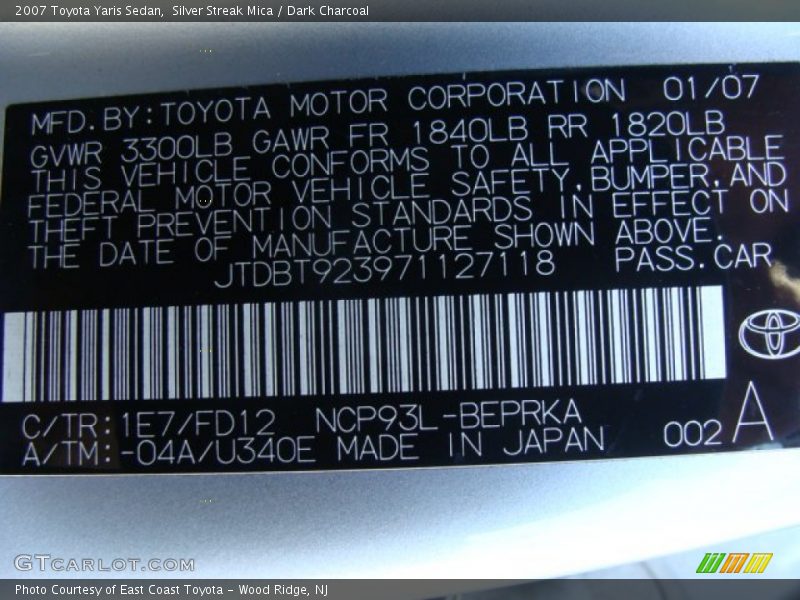 2007 Toyota Yaris Sedan,  Silver Streak Mica / Dark Charcoal
MFD.BY:TOYOTA MOTOR CORPORATION 01/07
GVWR 3300LB GAWR FR 1840LB RR 1820LB
THIS VEHICLE CONFORMS TO ALL APPLICABLE
FEDERAL MOTOR VEHICLE SAFETY,BUMPER,AND
THEFT PREVENTION STANDARDS IN EFFECT ON
THE DATE OF MANUFACTURE SHOWN ABOVE.
JTDBT923971127118 PASS.CAR
C/TR:1E7/FD12 NCP93L-BEPRKA
A/TM:-04A/U340E MADE IN JAPAN 002 A
GTCARLOT.COM
Photo Courtesy of East Coast Toyota – Wood Ridge, NJ